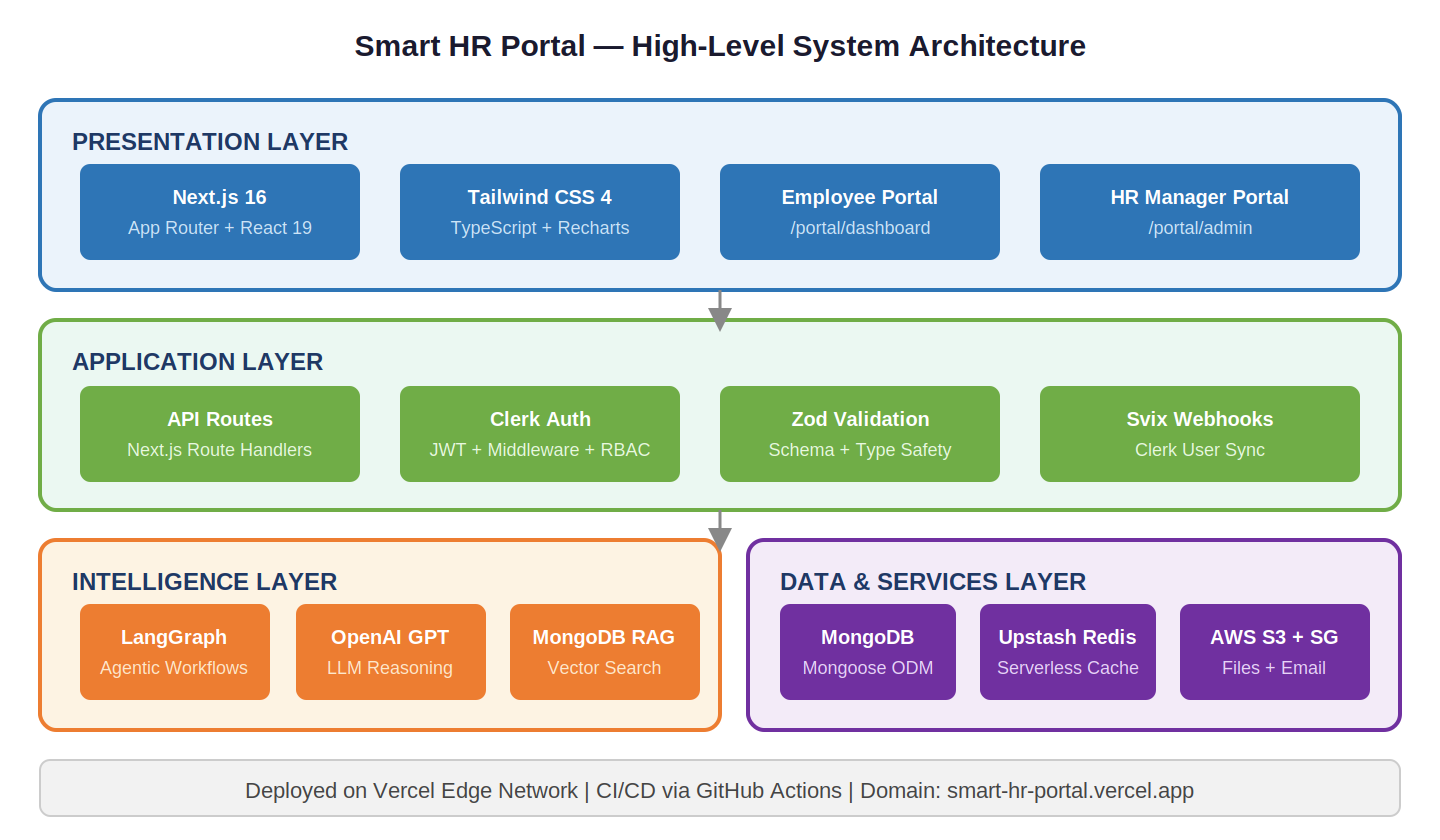 Smart HR Portal — High-Level System Architecture
PRESENTATION LAYER
Next.js 16
App Router + React 19
Tailwind CSS 4
TypeScript + Recharts
Employee Portal
/portal/dashboard
HR Manager Portal
/portal/admin
APPLICATION LAYER
API Routes
Next.js Route Handlers
Clerk Auth
JWT + Middleware + RBAC
Zod Validation
Schema + Type Safety
Svix Webhooks
Clerk User Sync
INTELLIGENCE LAYER
LangGraph
Agentic Workflows
OpenAI GPT
LLM Reasoning
MongoDB RAG
Vector Search
DATA & SERVICES LAYER
MongoDB
Mongoose ODM
Upstash Redis
Serverless Cache
AWS S3 + SG
Files + Email
Deployed on Vercel Edge Network | CI/CD via GitHub Actions | Domain: smart-hr-portal.vercel.app